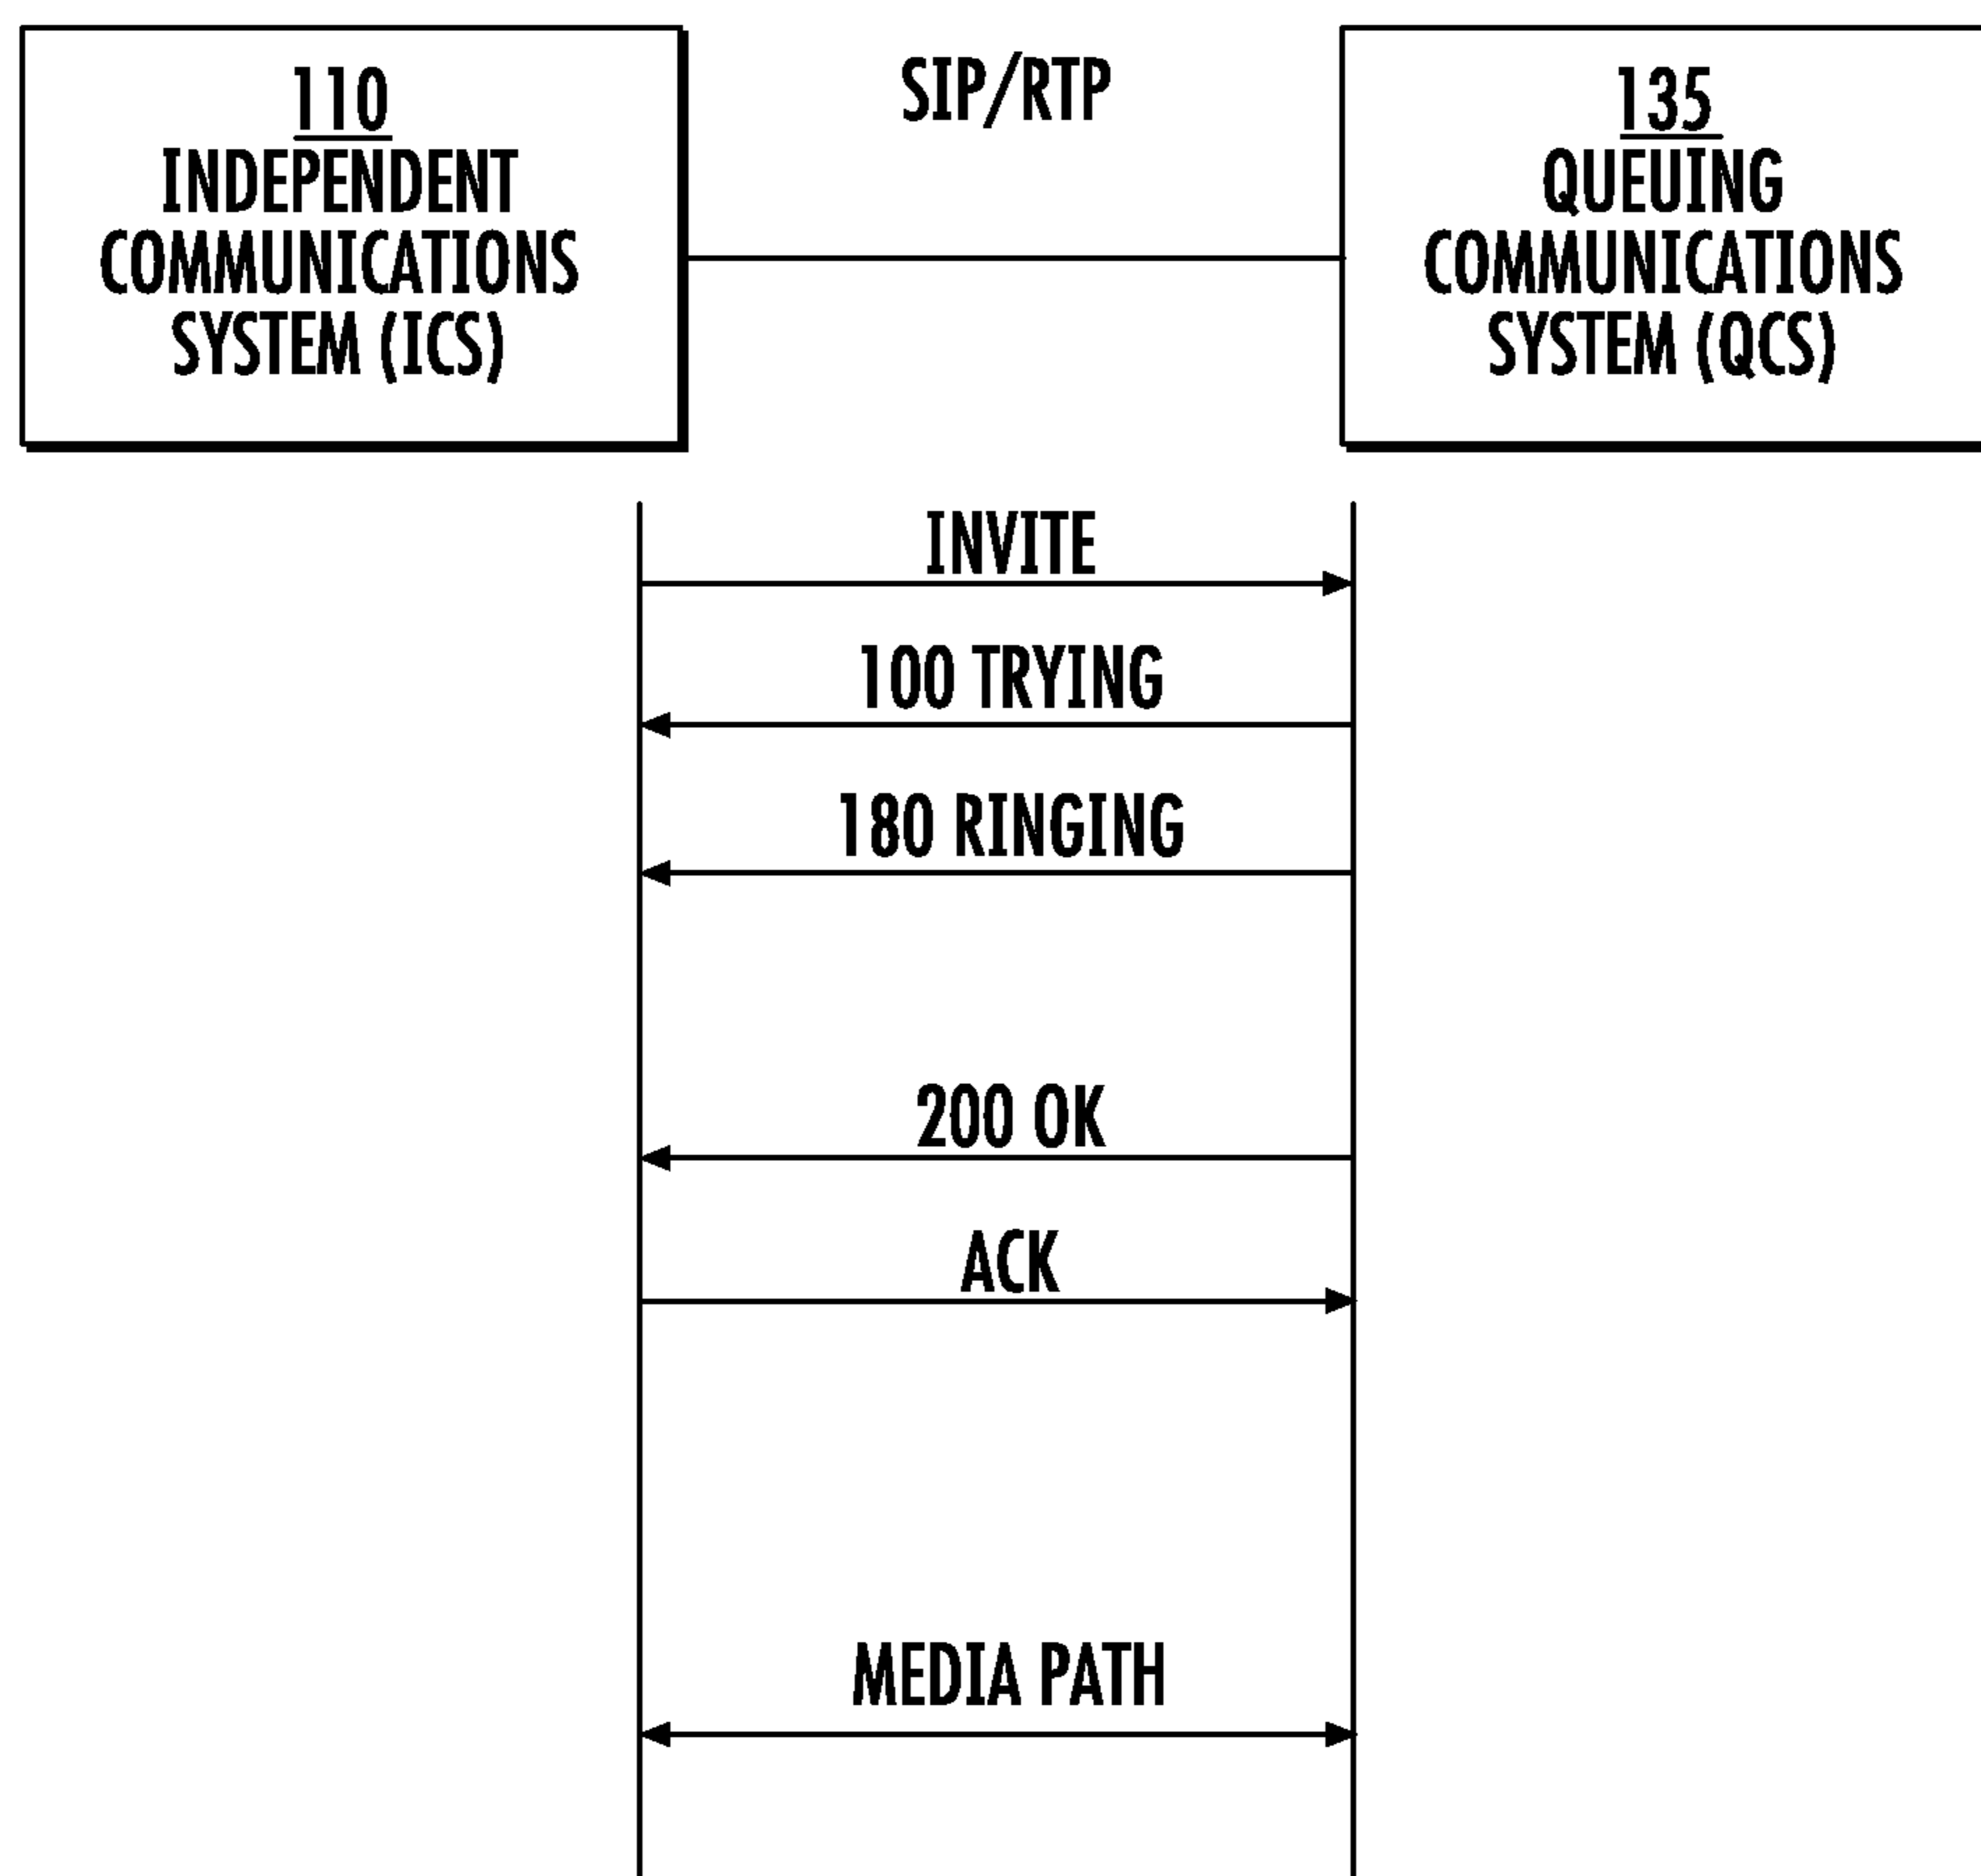 110
INDEPENDENT
COMMUNICATIONS
SYSTEM (ICS)
SIP/RTP
135
QUEUING
COMMUNICATIONS
SYSTEM (QCS)
INVITE
100 TRYING
180 RINGING
200 OK
ACK
MEDIA PATH